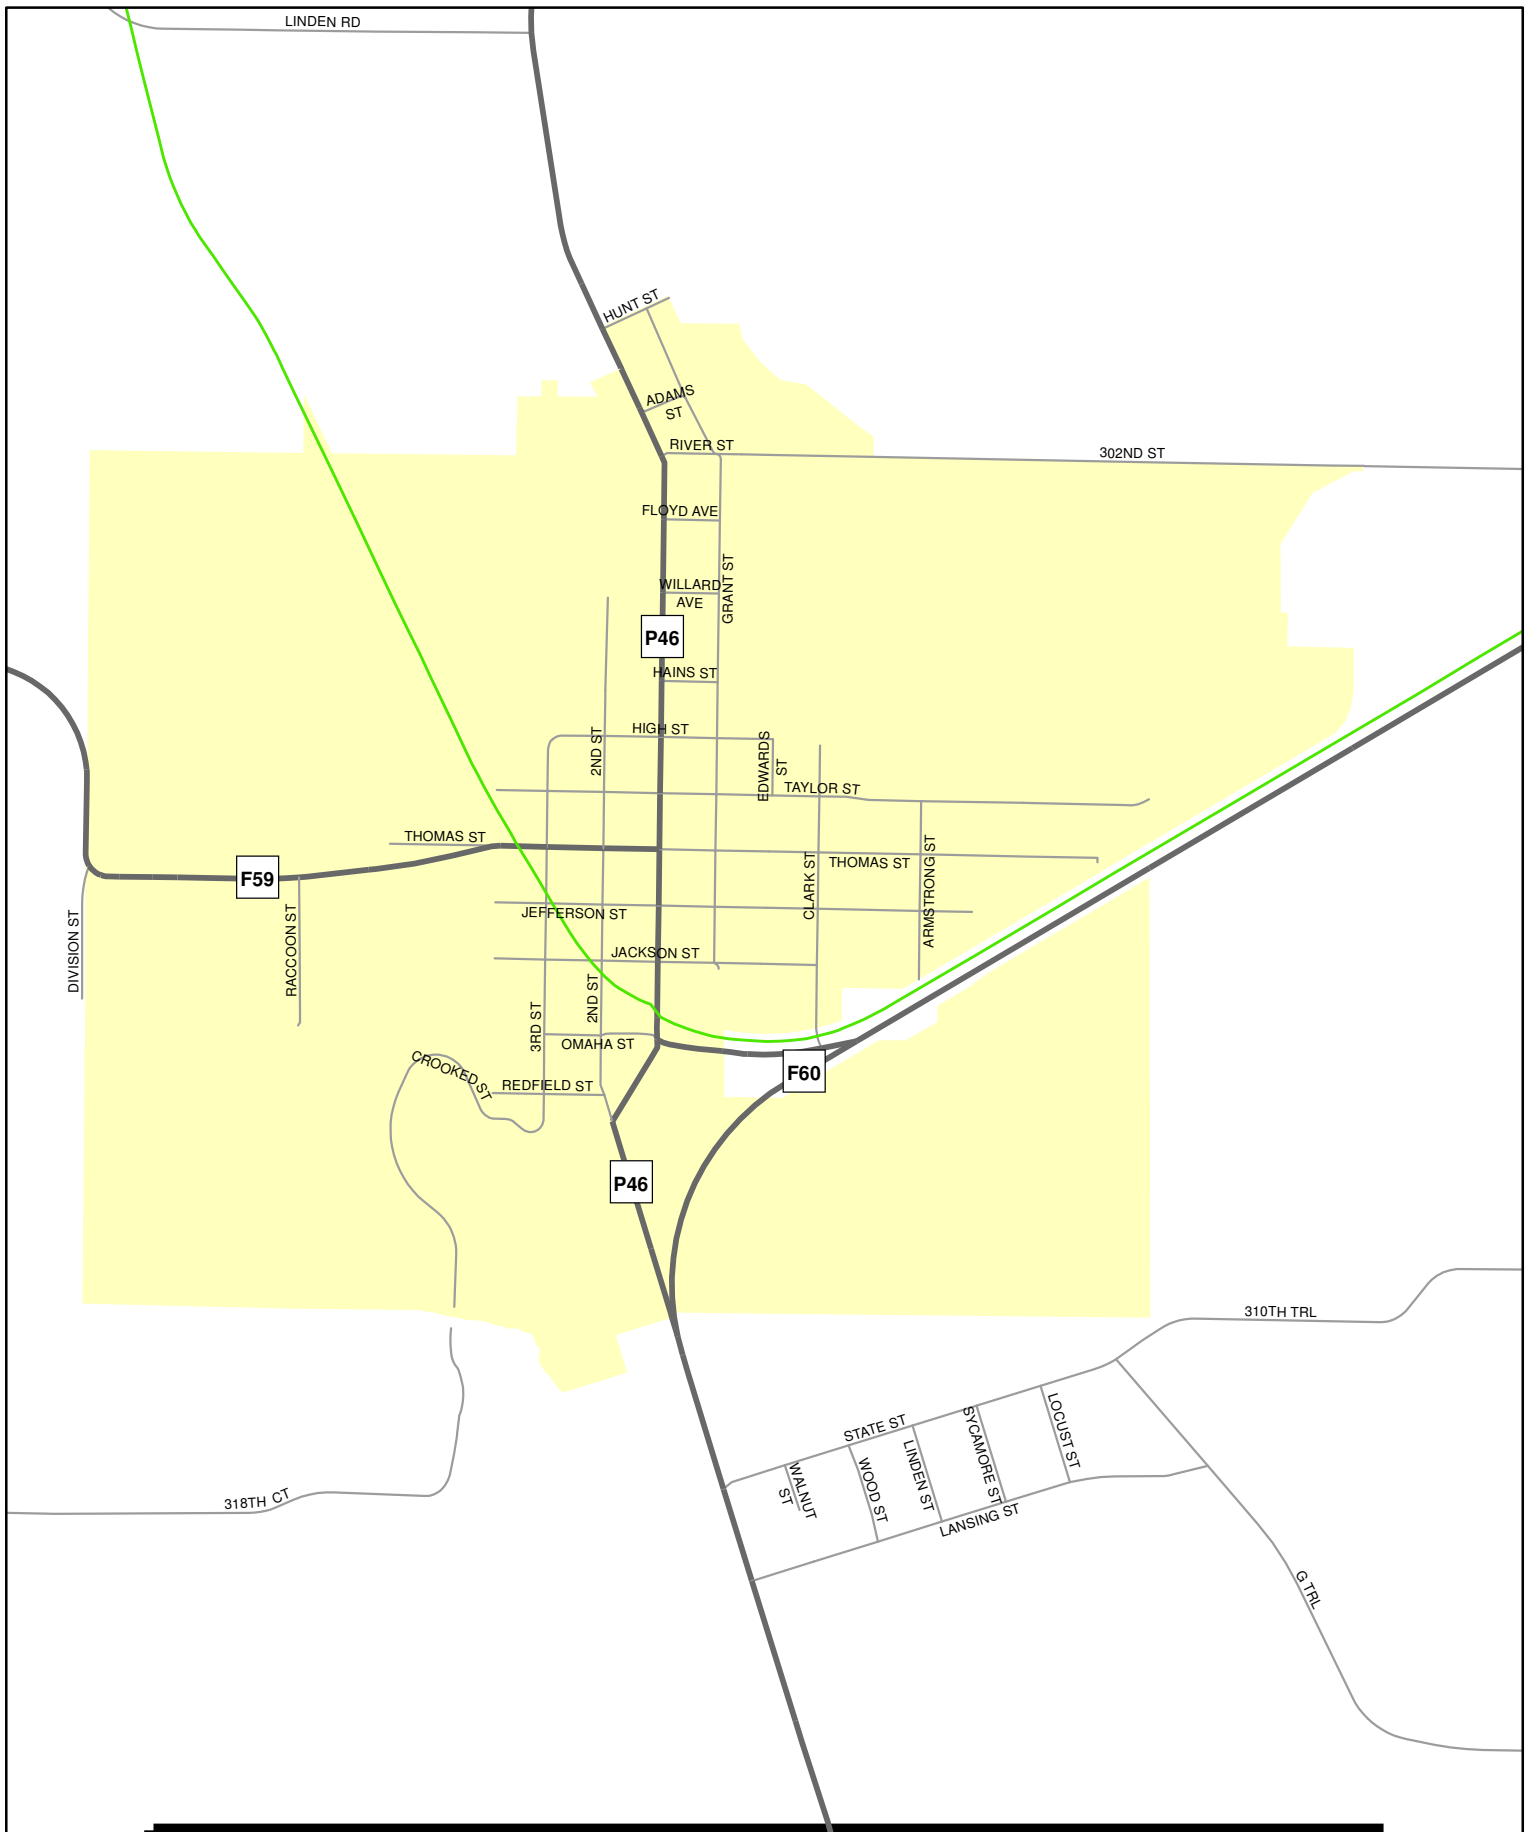 LINDEN RD
HUNT ST
ADAMS
ST
RIVER ST
302ND ST
FLOYD AVE
GRANT ST
WILLARD
AVE
P46
HAINS ST
HIGH ST
2ND ST
EDWARDS
ST
TAYLOR ST
THOMAS ST
THOMAS ST
F59
CLARK ST
ARMSTRONG ST
JEFFERSON ST
DIVISION ST
RACCOON ST
JACKSON ST
2ND ST
3RD ST
OMAHA ST
CROOKED ST
REDFIELD ST
F60
P46
310TH TRL
STATE ST
LOCUST ST
SYCAMORE ST
LINDEN ST
WOOD ST
WALNUT
ST
318TH CT
LANSING ST
G TRL